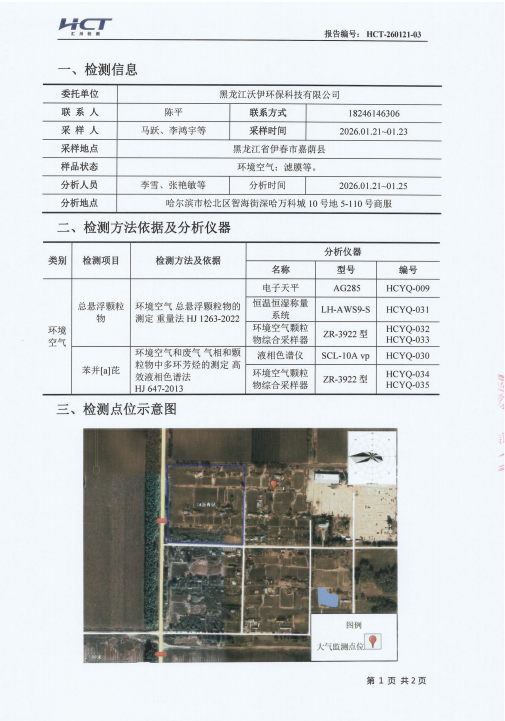 HCT
汇川检测
报告编号: HCT-260121-03
一、检测信息
委托单位 黑龙江沃伊环保科技有限公司
联系人 陈平 联系方式 18246146306
采样人 马跃、李鸿宇等 采样时间 2026.01.21~01.23
采样地点 黑龙江省伊春市嘉荫县
样品状态 环境空气：滤膜等。
分析人员 李雪、张艳敏等 分析时间 2026.01.21~01.25
分析地点 哈尔滨市松北区智海街深哈万科城 10 号地 5-110 号商服
二、检测方法依据及分析仪器
类别 检测项目 检测方法及依据 分析仪器
名称 型号 编号
环境空气
总悬浮颗粒物
环境空气 总悬浮颗粒物的测定 重量法 HJ 1263-2022
电子天平 AG285 HCYQ-009
恒温恒湿称量系统 LH-AWS9-S HCYQ-031
环境空气颗粒物综合采样器 ZR-3922 型 HCYQ-032 HCYQ-033
苯并[a]芘
环境空气和废气 气相和颗粒物中多环芳烃的测定 高效液相色谱法 HJ 647-2013
液相色谱仪 SCL-10A vp HCYQ-030
环境空气颗粒物综合采样器 ZR-3922 型 HCYQ-034 HCYQ-035
三、检测点位示意图
图例
大气监测点位
第 1 页 共 2 页